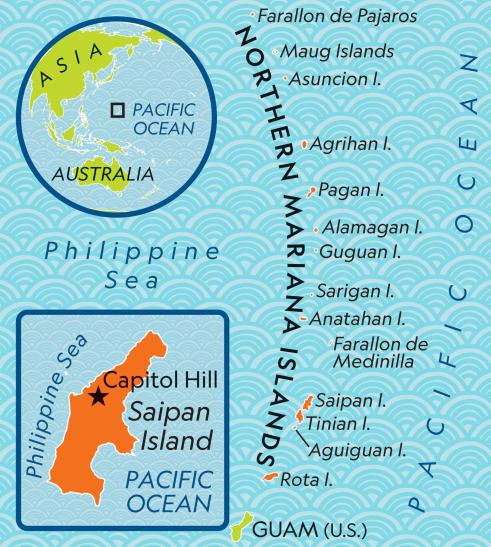 ASIA
PACIFIC
OCEAN
AUSTRALIA
Philippine
Sea
Philippine Sea
Capitol Hill
Saipan
Island
PACIFIC
OCEAN
NORTHERN MARIANA ISLANDS
Farallon de Pajaros
Maug Islands
Asuncion I.
Agrihan I.
Pagan I.
Alamagan I.
Guguan I.
Sarigan I.
Anatahan I.
Farallon de
Medinilla
Saipan I.
Tinian I.
Aguiguan I.
Rota I.
GUAM (U.S.)
PACIFIC OCEAN